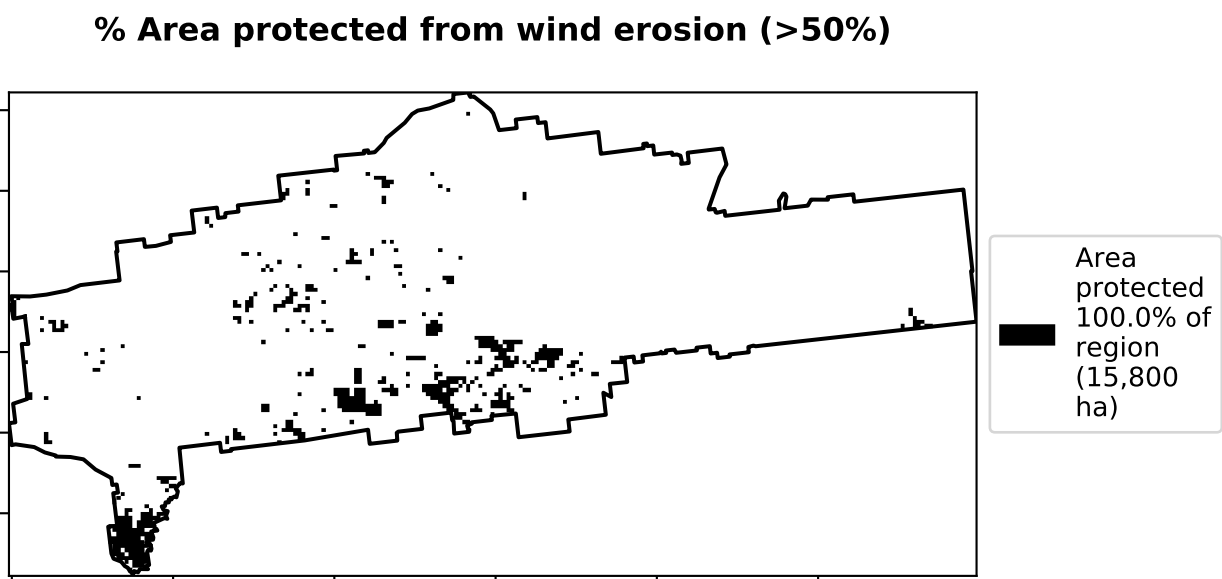 % Area protected from wind erosion (>50%)
Area
protected
100.0% of
region
(15,800
ha)